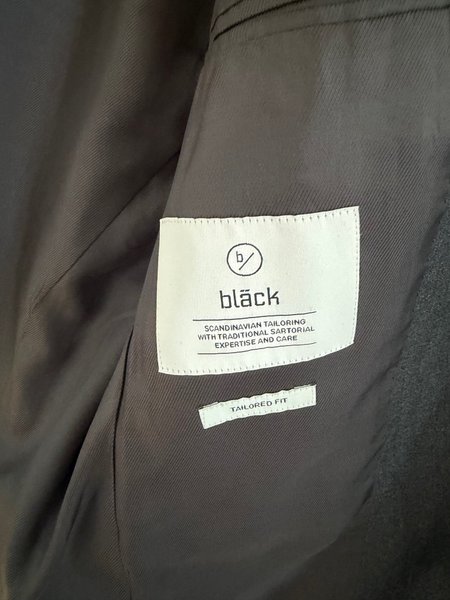 b/
bläck
SCANDINAVIAN TAILORING
WITH TRADITIONAL SARTORIAL
EXPERTISE AND CARE
TAILORED FIT